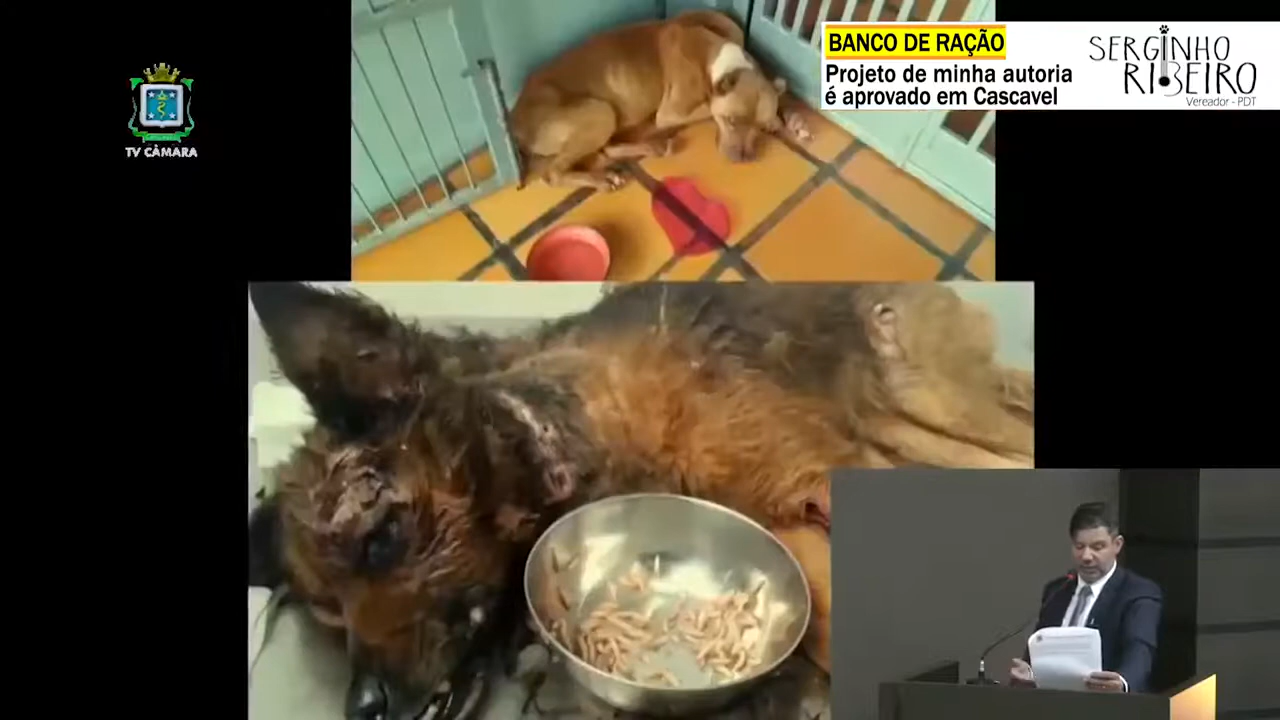 BANCO DE RAÇÃO
Projeto de minha autoria
é aprovado em Cascavel
SERGINHO
RIBEIRO
Vereador - PDT
TV CÂMARA